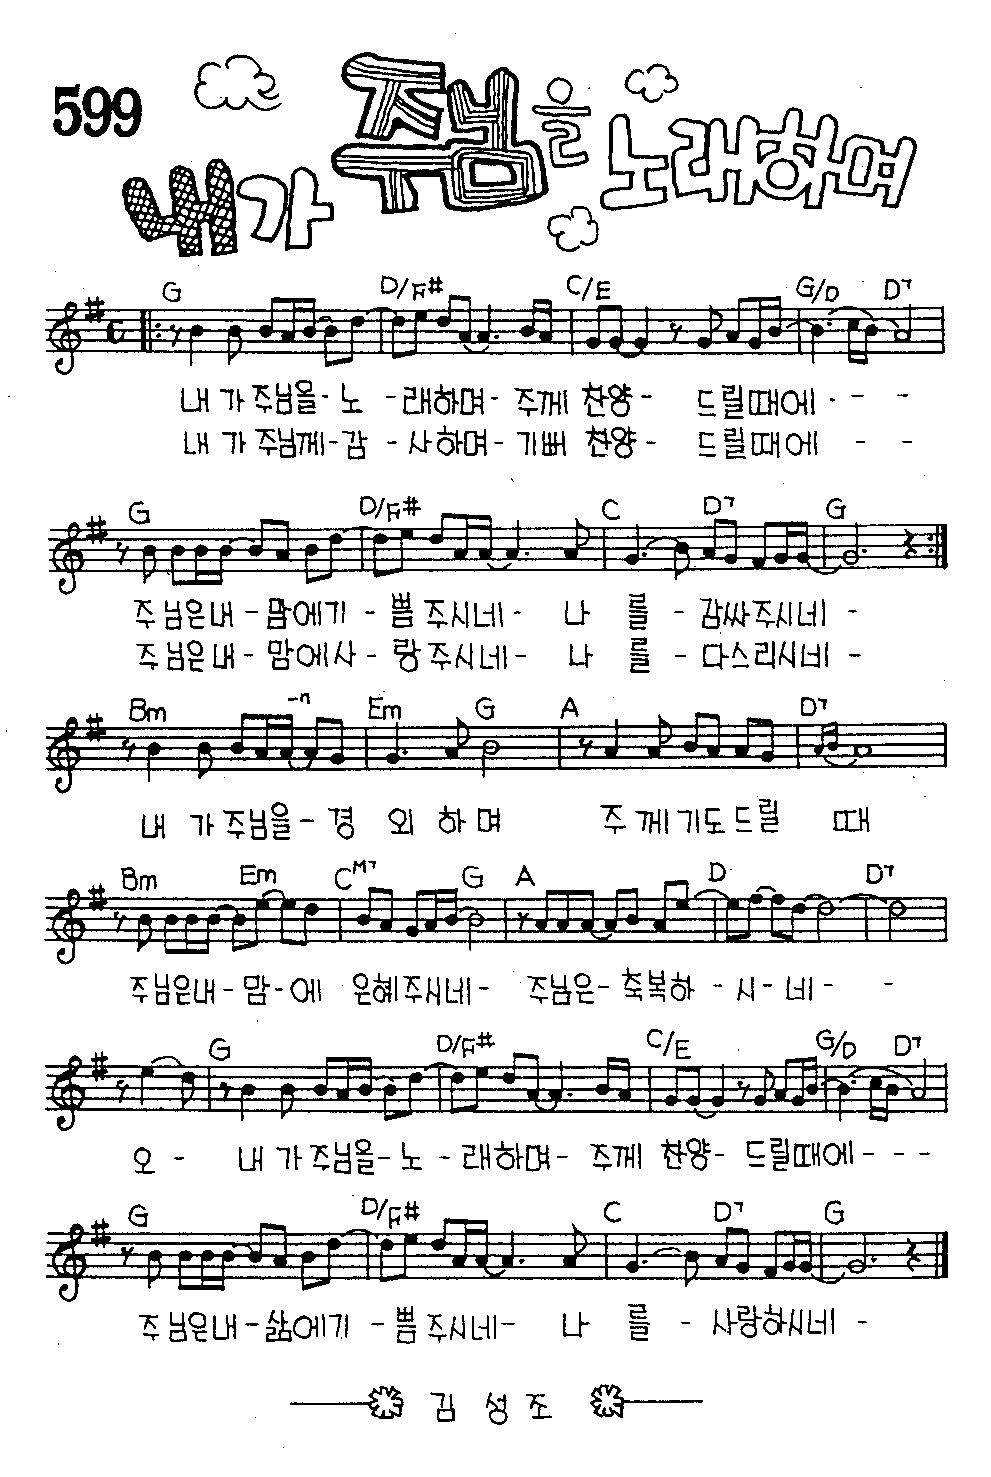 599
내가 주님을 노래하며
G D/F# C/E G/D D7
내 가 주님을- 노 - 래하며- 주께 찬양- 드릴때에 - - -
내 가 주님께-감 - 사하며- 기뻐 찬양- 드릴때에 - -
G D/F# C D7 G
주 님은내 - 맘에기 - 쁨 주시네- 나 를 - 감싸주시네 -
주 님은내 - 맘에사 - 랑 주시네- 나 를 - 다스리시네 -
Bm Em G A D7
내 가 주님을- 경 외 하 며 주 께 기도드릴 때
Bm Em CM7 G A D D7
주님은내- 맘-에 은혜주시네- 주님은- 축복하 - 시 - 네 - -
G D/F# C/E G/D D7
오 - 내 가 주님을-노 - 래하며- 주께 찬양- 드릴때에 - - -
G D/F# C D7 G
주 님은내-삶에기 - 쁨 주시네- 나 를 - 사랑하시네 -
김 성 조